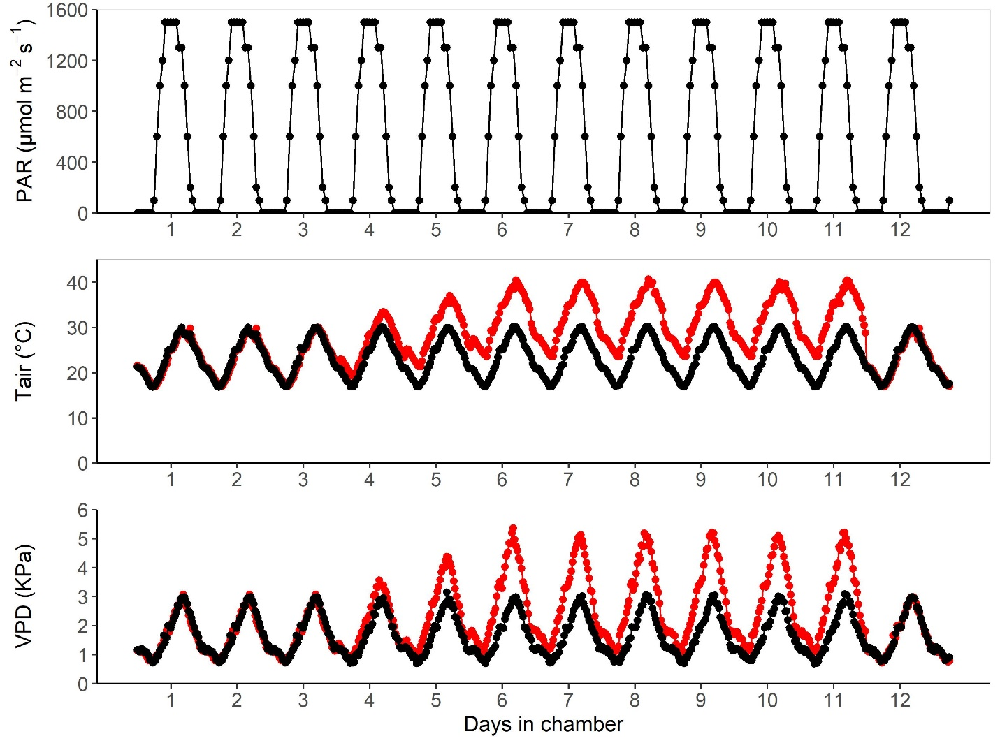 PAR (µmol m⁻² s⁻¹)
1600
1200
800
400
0
1 2 3 4 5 6 7 8 9 10 11 12
Tair (°C)
40
30
20
10
0
1 2 3 4 5 6 7 8 9 10 11 12
VPD (KPa)
6
5
4
3
2
1
0
1 2 3 4 5 6 7 8 9 10 11 12
Days in chamber